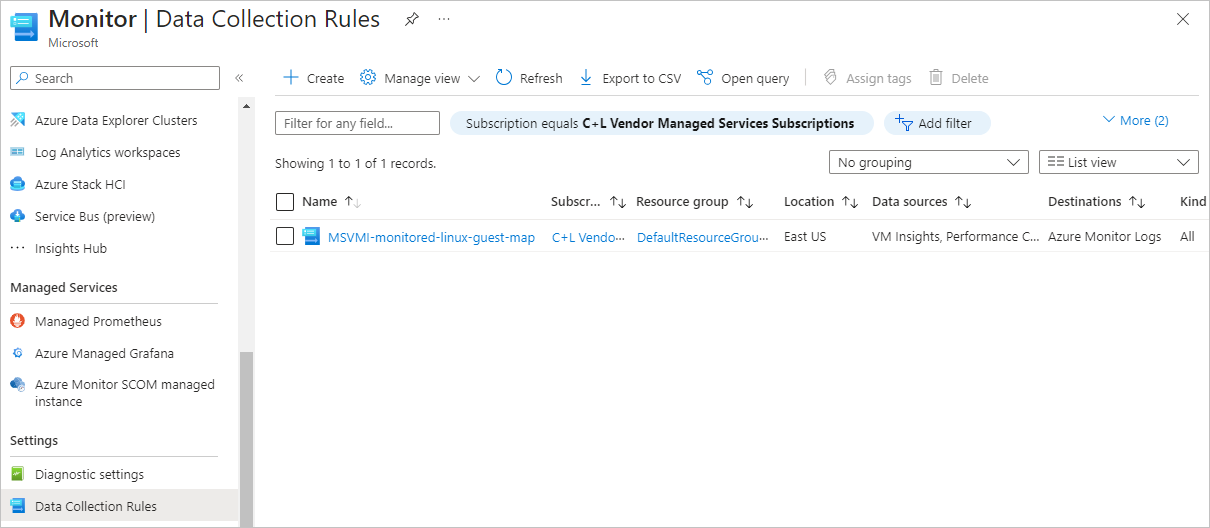 Monitor | Data Collection Rules ···
Microsoft
Search «
Azure Data Explorer Clusters
Log Analytics workspaces
Azure Stack HCI
Service Bus (preview)
Insights Hub
Managed Services
Managed Prometheus
Azure Managed Grafana
Azure Monitor SCOM managed
instance
Settings
Diagnostic settings
Data Collection Rules
Create Manage view Refresh Export to CSV Open query Assign tags Delete
Filter for any field... Subscription equals C+L Vendor Managed Services Subscriptions Add filter More (2)
Showing 1 to 1 of 1 records. No grouping List view
Name Subscr... Resource group Location Data sources Destinations Kind
MSVMI-monitored-linux-guest-map C+L Vendo··· DefaultResourceGrou··· East US VM Insights, Performance C... Azure Monitor Logs All